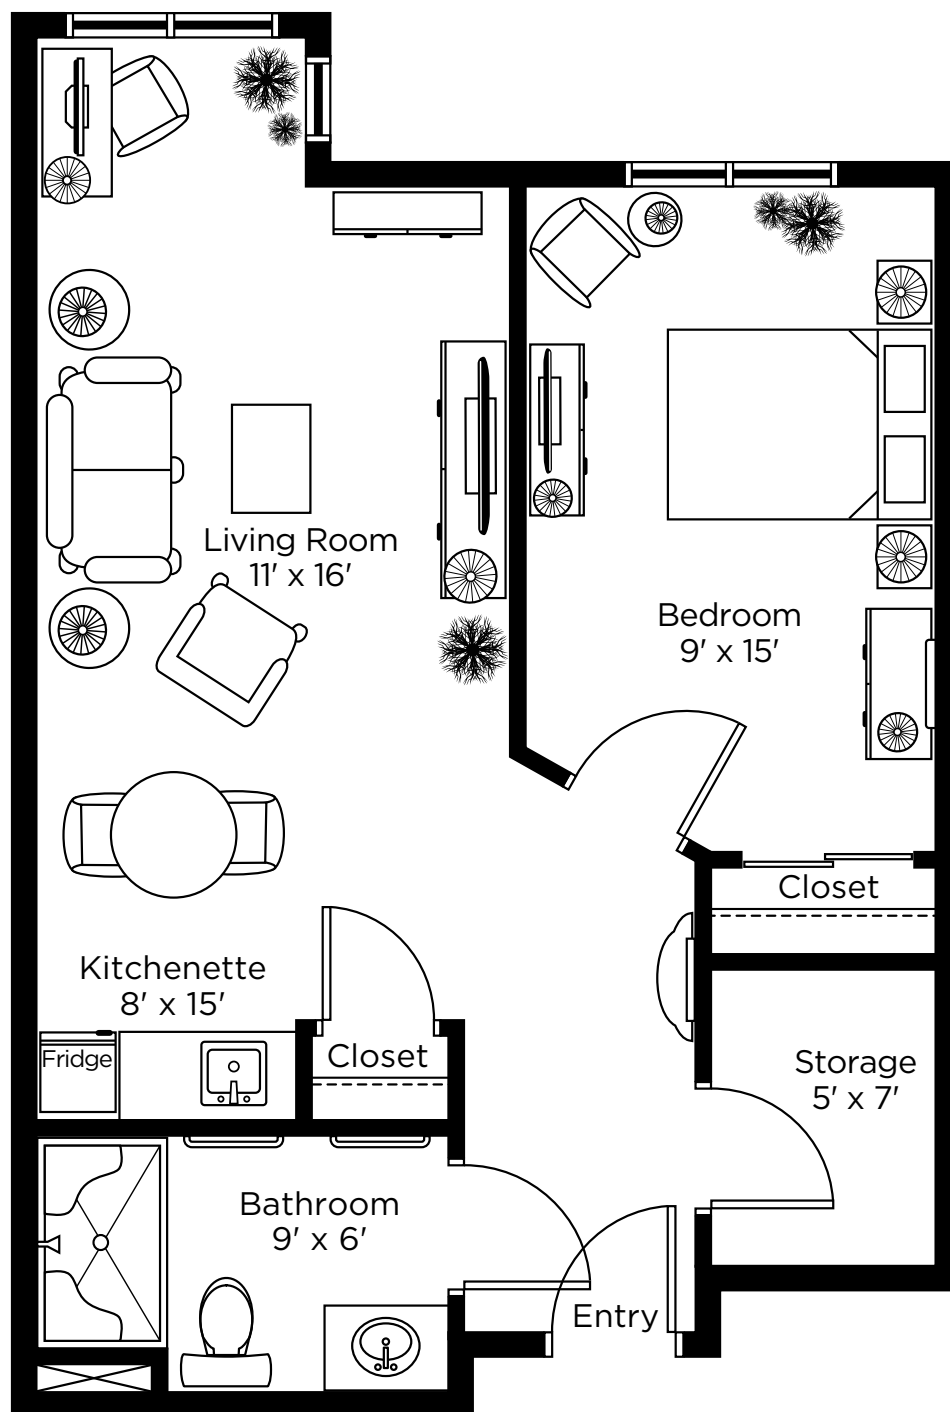 Living Room
11' x 16'
Bedroom
9' x 15'
Closet
Kitchenette
8' x 15'
Fridge
Closet
Storage
5' x 7'
Bathroom
9' x 6'
Entry